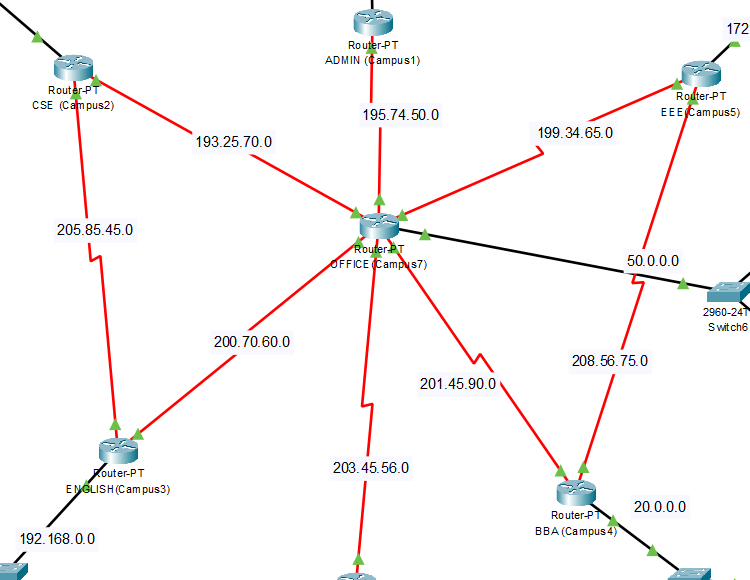 Router-PT
ADMIN (Campus1)
172
Router-PT
CSE (Campus2)
Router-PT
EEE(Campus5)
195.74.50.0
193.25.70.0
199.34.65.0
205.85.45.0
Router-PT
OFFICE (Campus7)
50.0.0.0
2960-24T
Switch6
200.70.60.0
208.56.75.0
201.45.90.0
203.45.56.0
Router-PT
ENGLISH(Campus3)
Router-PT
BBA (Campus4)
20.0.0.0
192.168.0.0